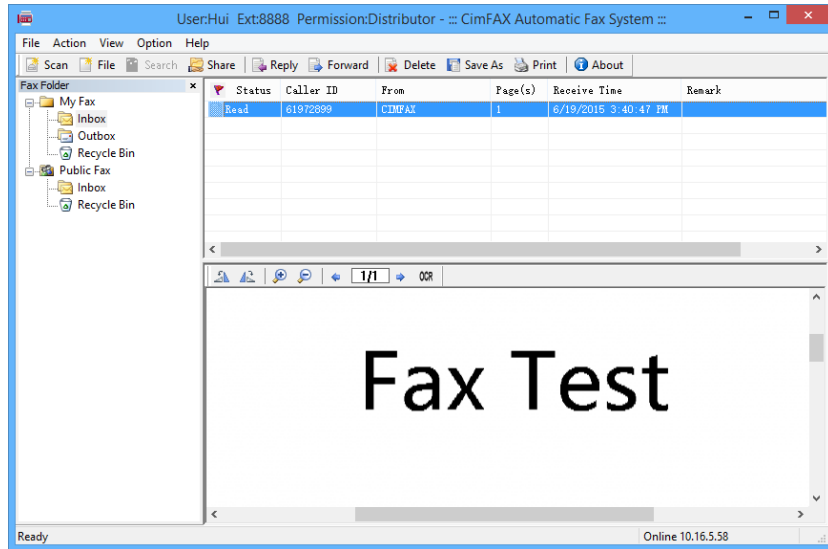 User:Hui Ext:8888 Permission:Distributor - ::: CimFAX Automatic Fax System :::
File Action View Option Help
Scan File Search Share Reply Forward Delete Save As Print About
Fax Folder
My Fax
Inbox
Outbox
Recycle Bin
Public Fax
Inbox
Recycle Bin
Status Caller ID From Page(s) Receive Time Remark
Read 61972899 CIMFAX 1 6/19/2015 3:40:47 PM
1/1 OCR
Fax Test
Ready Online 10.16.5.58